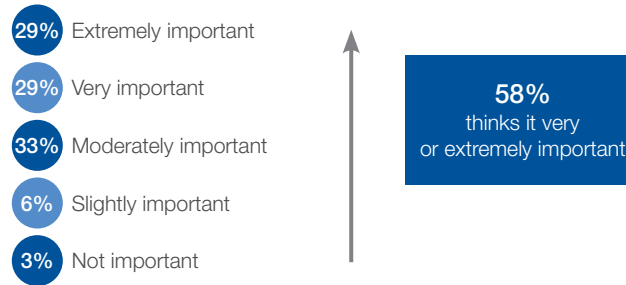 29% Extremely important
29% Very important
33% Moderately important
6% Slightly important
3% Not important
58%
thinks it very
or extremely important